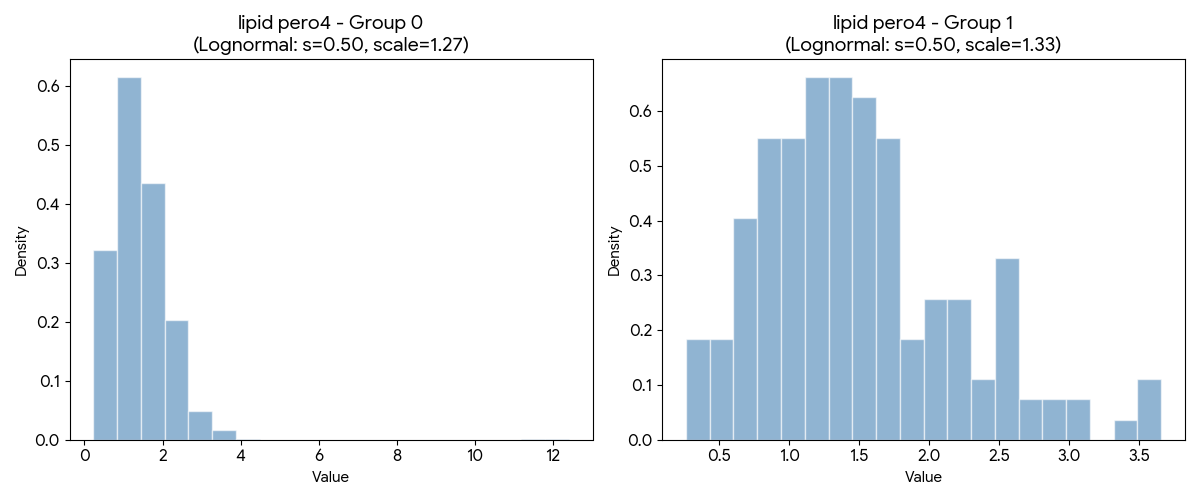 lipid pero4 - Group 0
(Lognormal: s=0.50, scale=1.27)
Density
0.6
0.5
0.4
0.3
0.2
0.1
0.0
0 2 4 6 8 10 12
Value
lipid pero4 - Group 1
(Lognormal: s=0.50, scale=1.33)
Density
0.6
0.5
0.4
0.3
0.2
0.1
0.0
0.5 1.0 1.5 2.0 2.5 3.0 3.5
Value